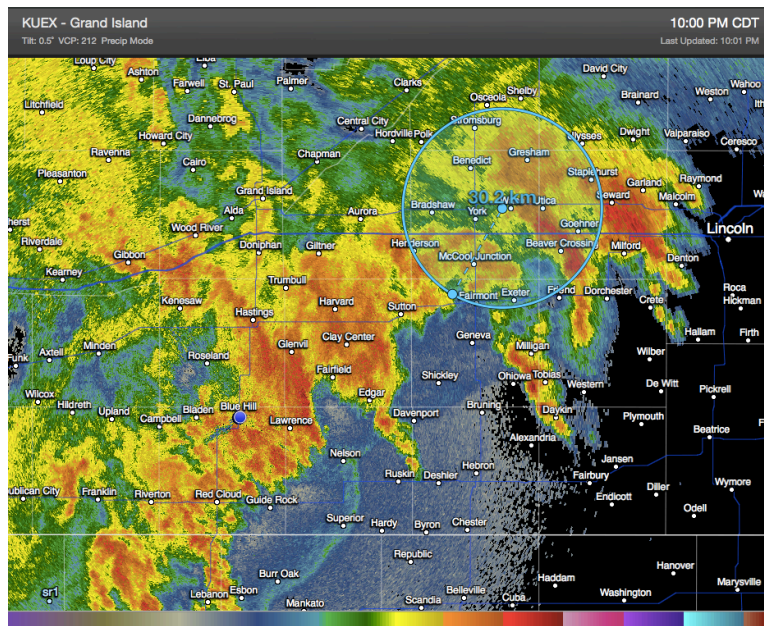 KUEX - Grand Island
10:00 PM CDT
Tilt: 0.5° VCP: 212 Precip Mode
Last Updated: 10:01 PM
Loup City
Elba
Ashton
David City
Farwell
St. Paul
Palmer
Clarks
Shelby
Wahoo
Weston
Osceola
Brainard
Litchfield
Dannebrog
Central City
Stromsburg
Howard City
Hordville
Polk
Ulysses
Dwight
Valparaiso
Ceresco
Ravenna
Chapman
Benedict
Gresham
Cairo
Pleasanton
Staplehurst
Garland
Raymond
Grand Island
Seward
Malcolm
30.2 km
Alda
Aurora
Bradshaw
York
Utica
Wood River
Goehner
Lincoln
Riverdale
Doniphan
Giltner
Henderson
Beaver Crossing
Milford
Gibbon
McCool Junction
Denton
Kearney
Trumbull
Roca
Kenesaw
Harvard
Sutton
Fairmont
Exeter
Friend
Dorchester
Crete
Hickman
Hastings
Hallam
Firth
Minden
Glenvil
Clay Center
Geneva
Milligan
Wilber
Axtell
Roseland
Fairfield
Shickley
Ohiowa
Tobias
Western
De Witt
Pickrell
Wilcox
Hildreth
Upland
Campbell
Bladen
Blue Hill
Lawrence
Edgar
Davenport
Bruning
Daykin
Plymouth
Beatrice
Alexandria
Nelson
Ruskin
Deshler
Hebron
Jansen
Fairbury
Franklin
Riverton
Red Cloud
Guide Rock
Endicott
Diller
Wymore
Odell
Superior
Hardy
Byron
Chester
Republic
Hanover
Burr Oak
Haddam
Marysville
sr1
Lebanon
Esbon
Mankato
Scandia
Belleville
Cuba
Washington